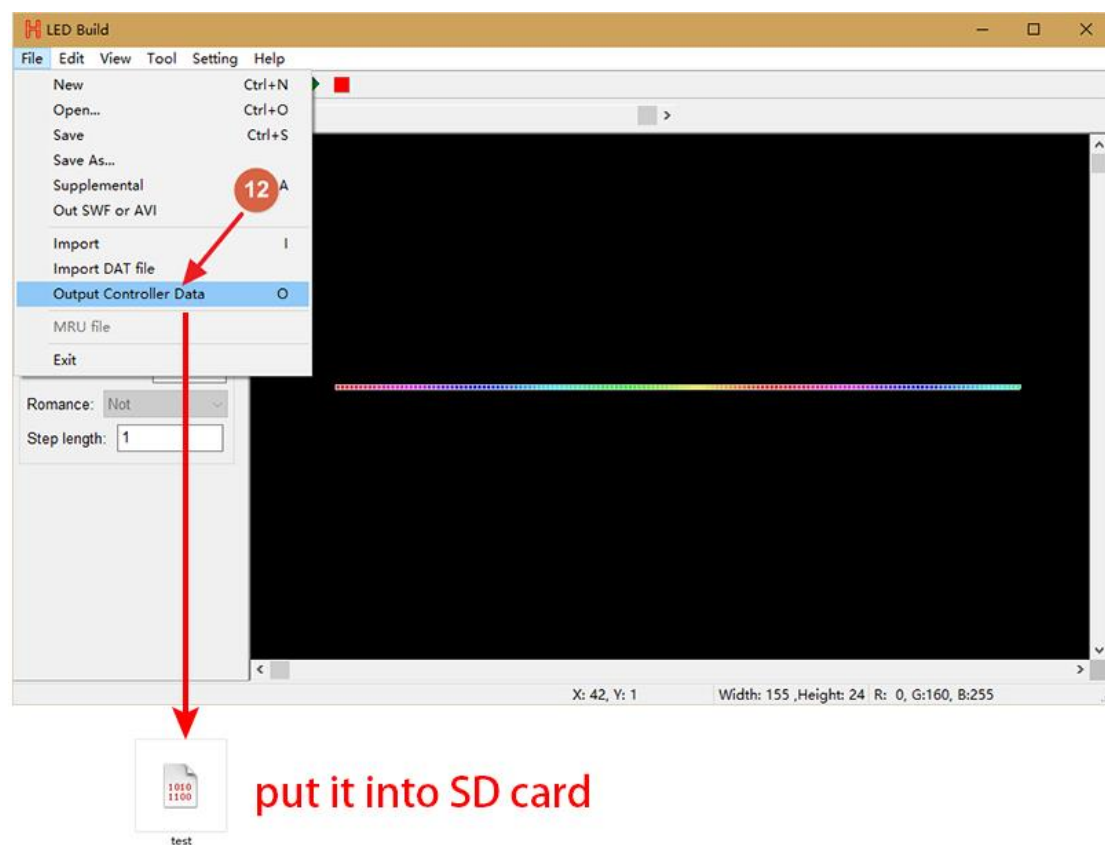 LED Build
File Edit View Tool Setting Help
New Ctrl+N
Open... Ctrl+O
Save Ctrl+S
Save As...
Supplemental 12 A
Out SWF or AVI
Import I
Import DAT file
Output Controller Data O
MRU file
Exit
Romance: Not
Step length: 1
X: 42, Y: 1 Width: 155 ,Height: 24 R: 0, G:160, B:255
1010
1100
put it into SD card
test